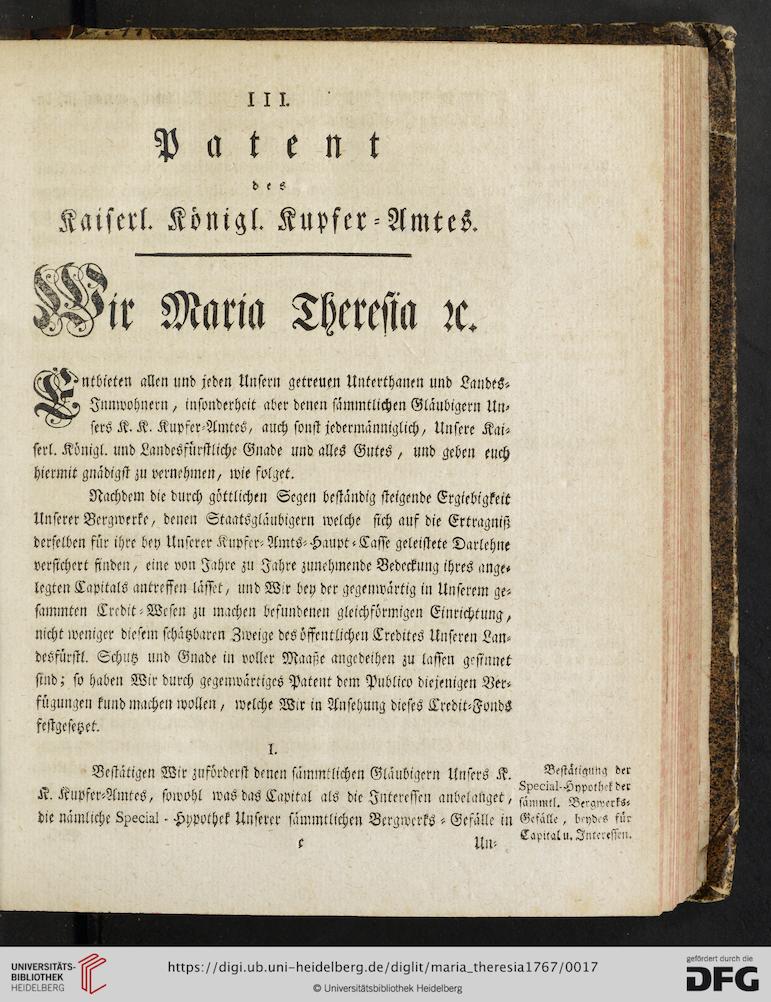 III.
Patent
des
Kaiserl. Königl. Kupfer-Amtes.
Wir Maria Theresia ꝛc.
Entbieten allen und jeden Unsern getreuen Unterthanen und Landes-
Innwohnern, insonderheit aber denen sämmtlichen Gläubigern Un-
sers K. K. Kupfer-Amtes, auch sonst jedermänniglich, Unsere Kai-
serl. Königl. und Landesfürstliche Gnade und alles Gutes, und geben euch
hiermit gnädigst zu vernehmen, wie folget.
Nachdem die durch göttlichen Segen beständig steigende Ergiebigkeit
Unserer Bergwerke, denen Staatsgläubigern welche sich auf die Ertragniß
derselben für ihre bey Unserer Kupfer-Amts-Haupt-Casse geleistete Darlehne
versichert finden, eine von Jahre zu Jahre zunehmende Bedeckung ihres ange-
legten Capitals antreffen lässet, und Wir bey der gegenwärtig in Unserem ge-
sammten Credit-Wesen zu machen befundenen gleichförmigen Einrichtung,
nicht weniger diesem schätzbaren Zweige des öffentlichen Credites Unseren Lan-
desfürstl. Schutz und Gnade in voller Maaße angedeihen zu lassen gesinnet
sind; so haben Wir durch gegenwärtiges Patent dem Publico diejenigen Ver-
fügungen kund machen wollen, welche Wir in Ansehung dieses Credit-Fonds
festgesetzet.
I.
Bestätigen Wir zuförderst denen sämmtlichen Gläubigern Unsers K.
K. Kupfer-Amtes, sowohl was das Capital als die Interessen anbelanget,
die nämliche Special-Hypothek Unserer sämmtlichen Bergwerks-Gefälle in
c Un-
Bestätigung der
Special-Hypothek der
sämmtl. Bergwerks-
Gefälle, beydes für
Capital u. Interessen.
UNIVERSITÄTS-
BIBLIOTHEK
HEIDELBERG
https://digi.ub.uni-heidelberg.de/diglit/maria_theresia1767/0017
© Universitätsbibliothek Heidelberg
gefördert durch die
DFG